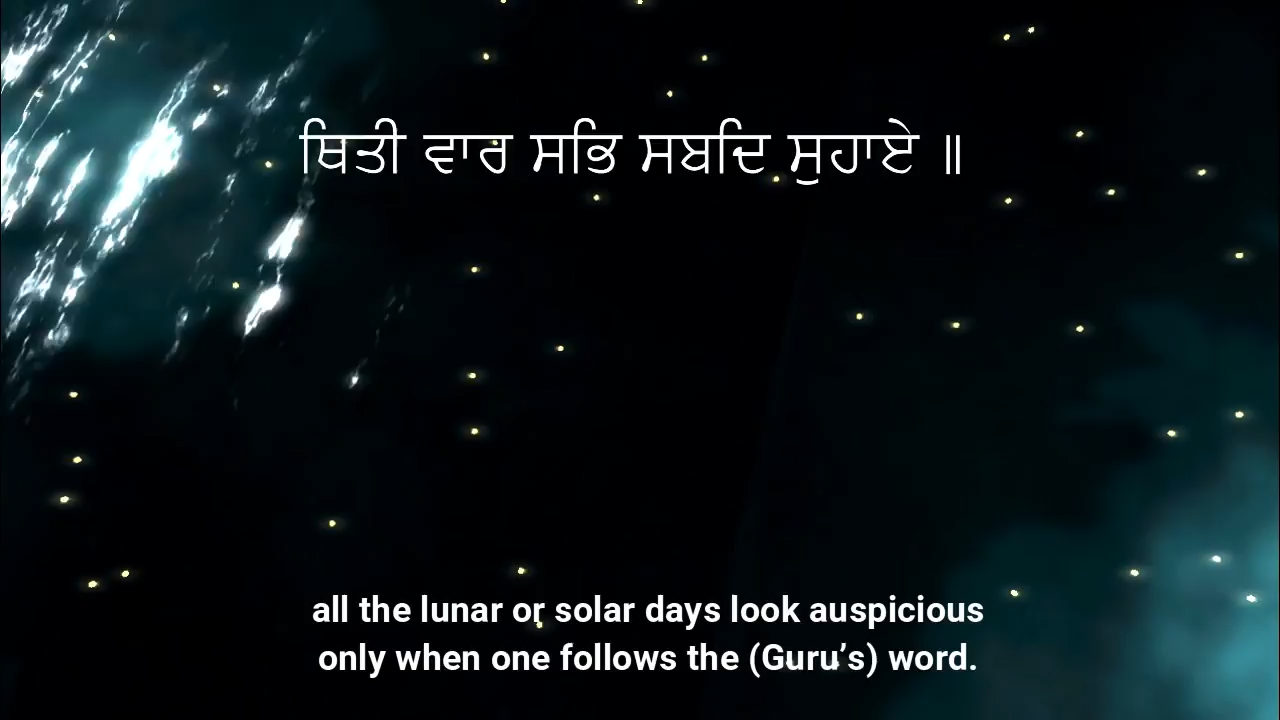 ਥਿਤੀ ਵਾਰ ਸਭਿ ਸਬਦਿ ਸੁਹਾਏ ॥
all the lunar or solar days look auspicious
only when one follows the (Guru’s) word.